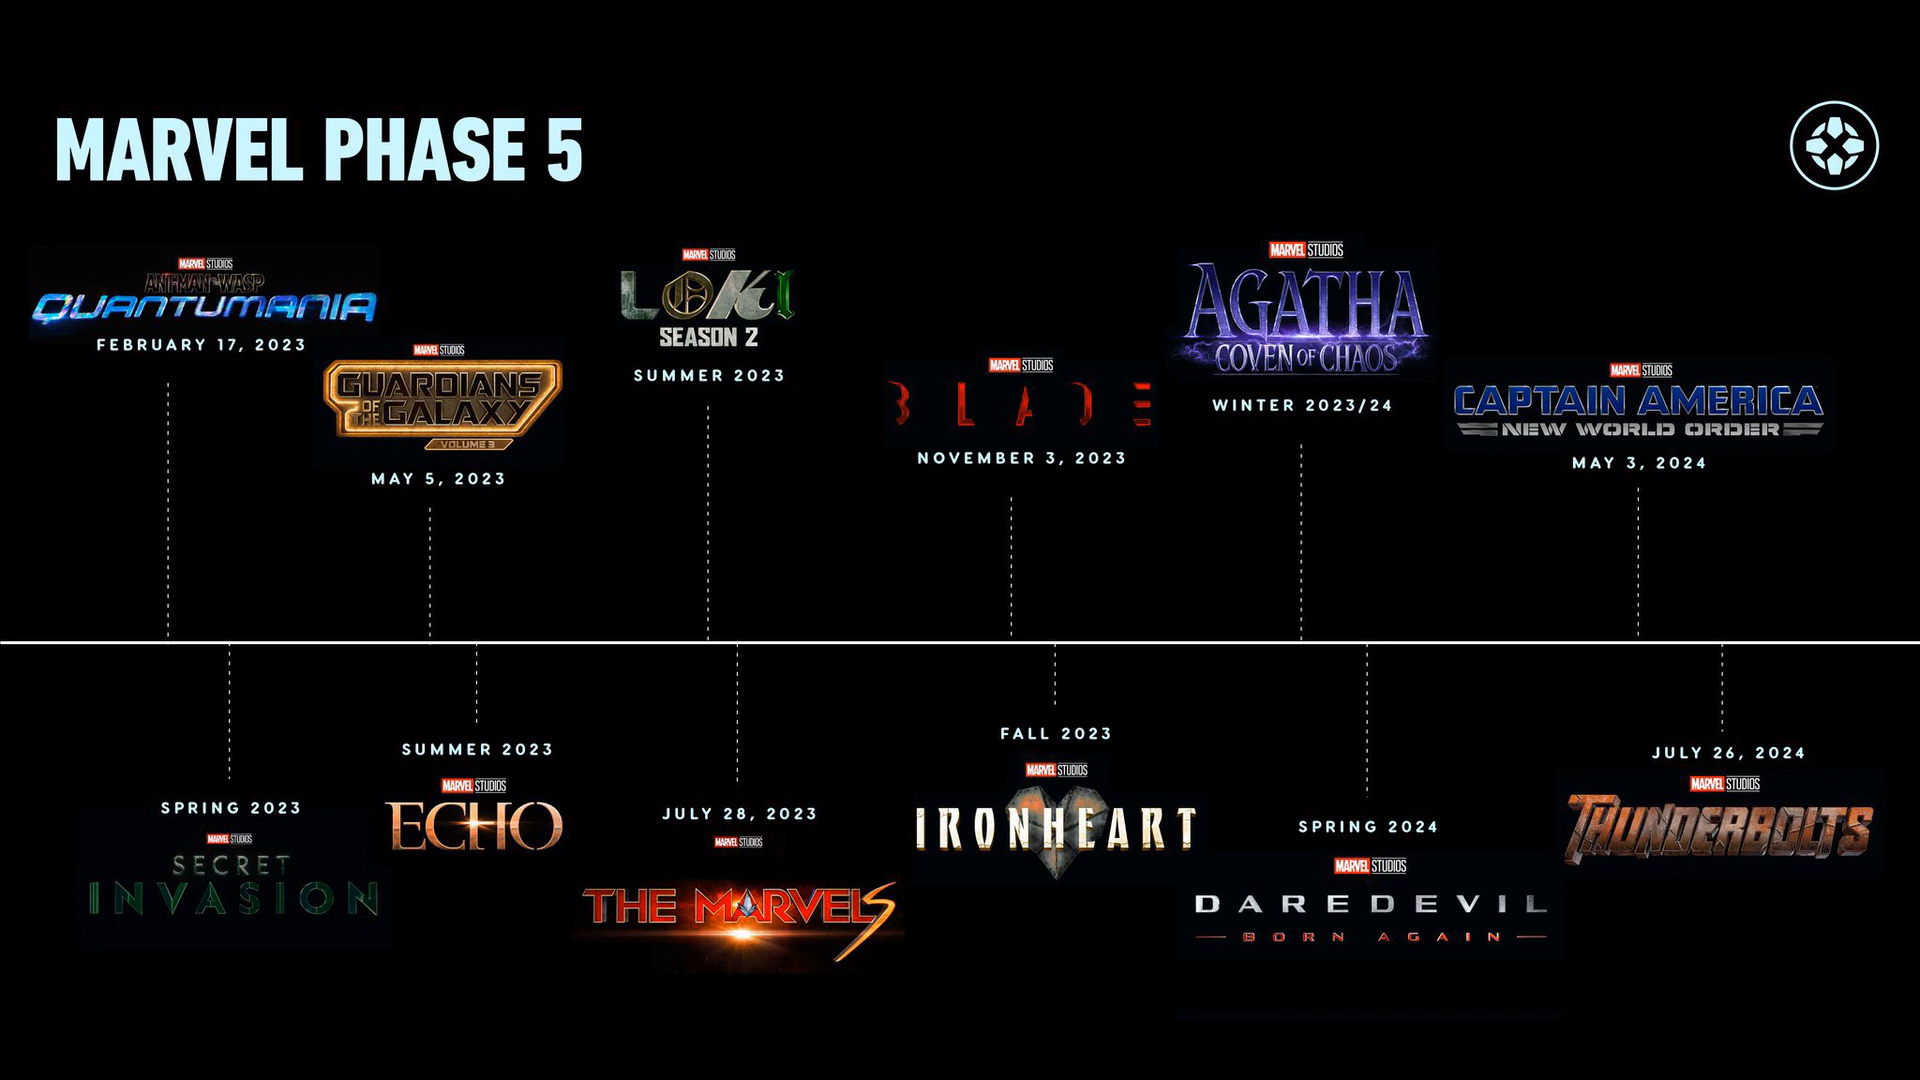 MARVEL PHASE 5
MARVEL STUDIOS
ANT-MAN AND THE WASP
QUANTUMANIA
FEBRUARY 17, 2023
MARVEL STUDIOS
GUARDIANS
OF THE GALAXY
VOLUME 3
MAY 5, 2023
MARVEL STUDIOS
LOKI
SEASON 2
SUMMER 2023
MARVEL STUDIOS
BLADE
NOVEMBER 3, 2023
MARVEL STUDIOS
AGATHA
COVEN OF CHAOS
WINTER 2023/24
MARVEL STUDIOS
CAPTAIN AMERICA
NEW WORLD ORDER
MAY 3, 2024
SPRING 2023
MARVEL STUDIOS
SECRET
INVASION
SUMMER 2023
MARVEL STUDIOS
ECHO
JULY 28, 2023
MARVEL STUDIOS
THE MARVELS
FALL 2023
MARVEL STUDIOS
IRONHEART
SPRING 2024
MARVEL STUDIOS
DAREDEVIL
BORN AGAIN
JULY 26, 2024
MARVEL STUDIOS
THUNDERBOLTS